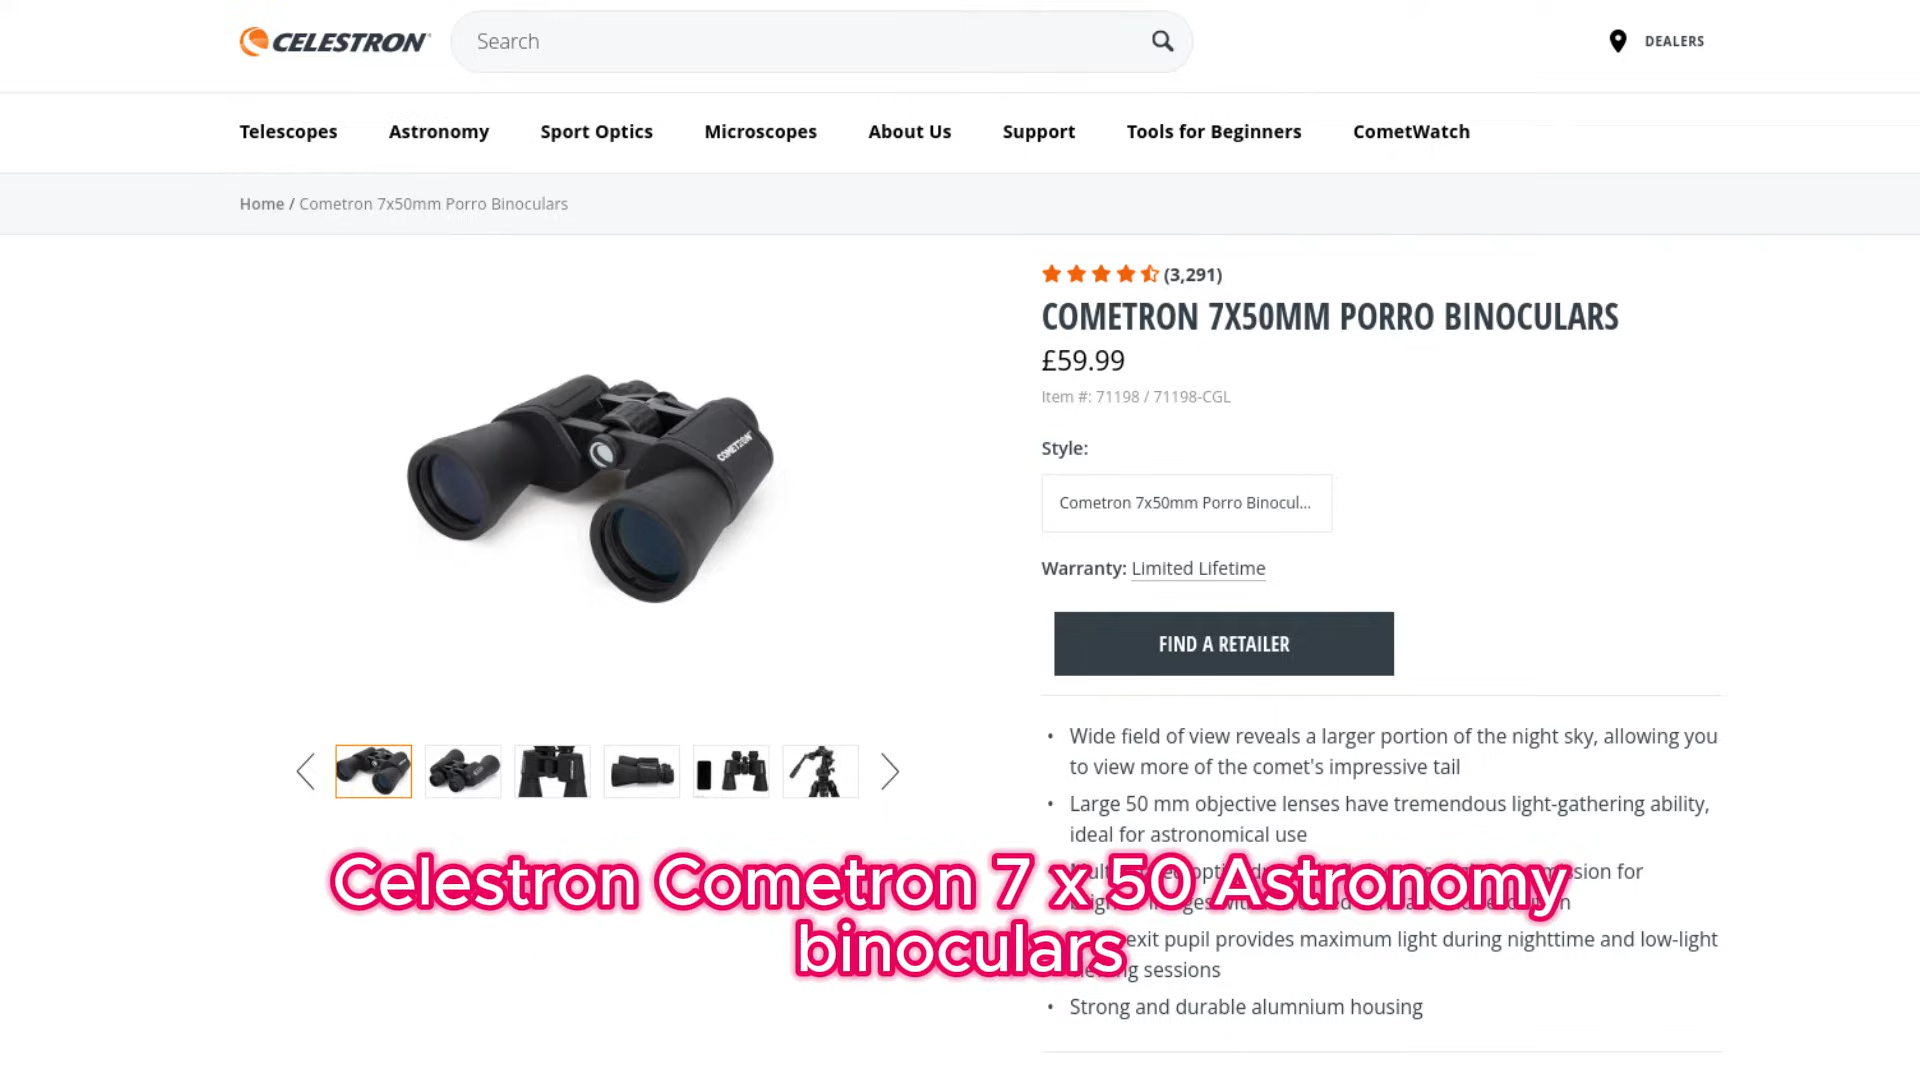 CELESTRON
Search
DEALERS
Telescopes Astronomy Sport Optics Microscopes About Us Support Tools for Beginners CometWatch
Home / Cometron 7x50mm Porro Binoculars
(3,291)
COMETRON 7X50MM PORRO BINOCULARS
£59.99
Item #: 71198 / 71198-CGL
Style:
Cometron 7x50mm Porro Binocul...
Warranty: Limited Lifetime
FIND A RETAILER
COMETRON
• Wide field of view reveals a larger portion of the night sky, allowing you
to view more of the comet's impressive tail
• Large 50 mm objective lenses have tremendous light-gathering ability,
ideal for astronomical use
for
exit pupil provides maximum light during nighttime and low-light
sessions
• Strong and durable alumnium housing
Celestron Cometron 7 x 50 Astronomy
binoculars